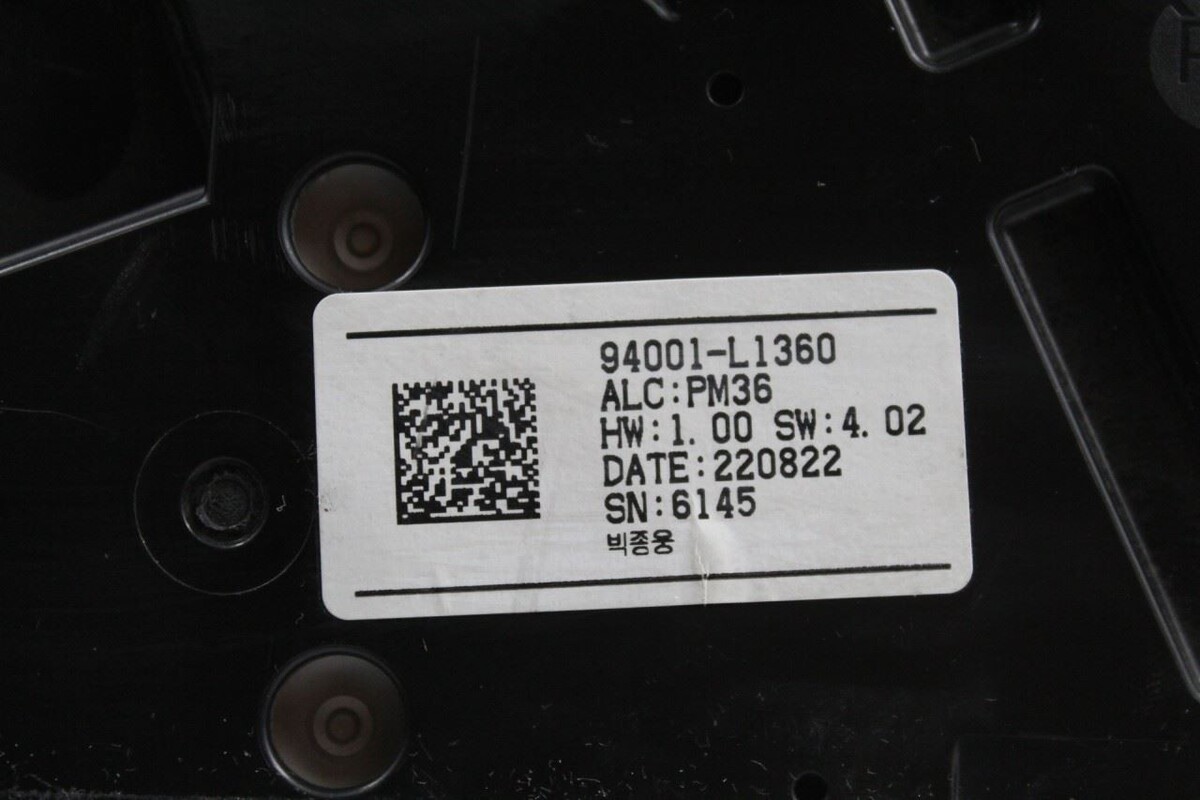 94001-L1360
ALC:PM36
HW:1.00 SW:4.02
DATE:220822
SN:6145
빅종웅